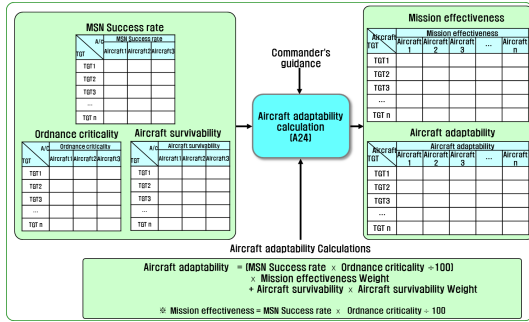 MSN Success rate
A/C
TGT
MSN Success rate
Aircraft1 Aircraft2 Aircraft3
TGT1
TGT2
TGT3
...
TGT n
Ordnance criticality
A/C
TGT
Ordnance criticality
Aircraft1 Aircraft2 Aircraft3
TGT1
TGT2
TGT3
...
TGT n
Aircraft survivability
A/C
TGT
Aircraft survivability
Aircraft1 Aircraft2 Aircraft3
TGT1
TGT2
TGT3
...
TGT n
Commander's
guidance
Aircraft adaptability
calculation
(A24)
Aircraft adaptability Calculations
Mission effectiveness
Aircraft
TGT
Mission effectiveness
Aircraft 1 Aircraft 2 Aircraft 3 ... Aircraft n
TGT1
TGT2
TGT3
...
TGT n
Aircraft adaptability
Aircraft
TGT
Aircraft adaptability
Aircraft 1 Aircraft 2 Aircraft 3 ... Aircraft n
TGT1
TGT2
TGT3
...
TGT n
Aircraft adaptability = (MSN Success rate × Ordnance criticality ÷100)
× Mission effectiveness Weight
+ Aircraft survivability × Aircraft survivability Weight
※ Mission effectiveness = MSN Success rate × Ordnance criticality ÷ 100